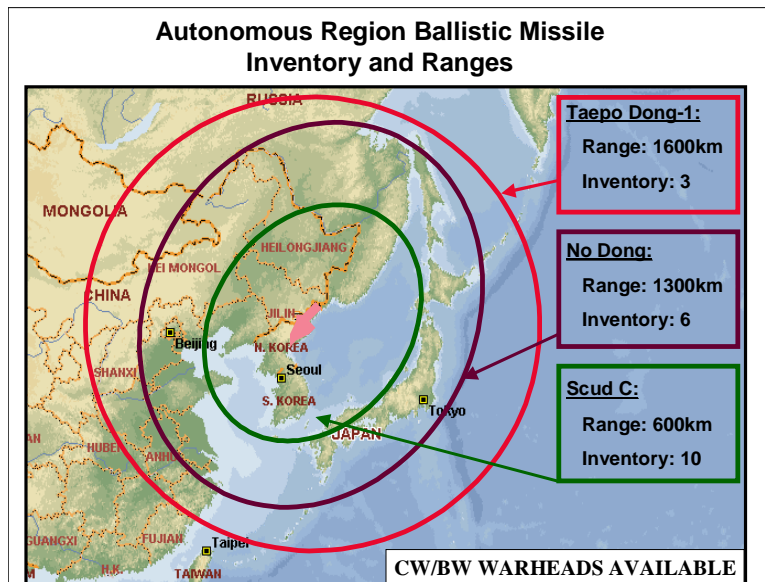 Autonomous Region Ballistic Missile
Inventory and Ranges
RUSSIA
Taepo Dong-1:
Range: 1600km
Inventory: 3
MONGOLIA
HEILONGJIANG
NEI MONGOL
No Dong:
Range: 1300km
Inventory: 6
CHINA
JILIN
Beijing
N. KOREA
Seoul
SHANXI
S. KOREA
Tokyo
Scud C:
Range: 600km
Inventory: 10
JAPAN
HUBEI
ANHU
GUANGXI
FUJIAN
Taipei
H.K.
TAIWAN
CW/BW WARHEADS AVAILABLE